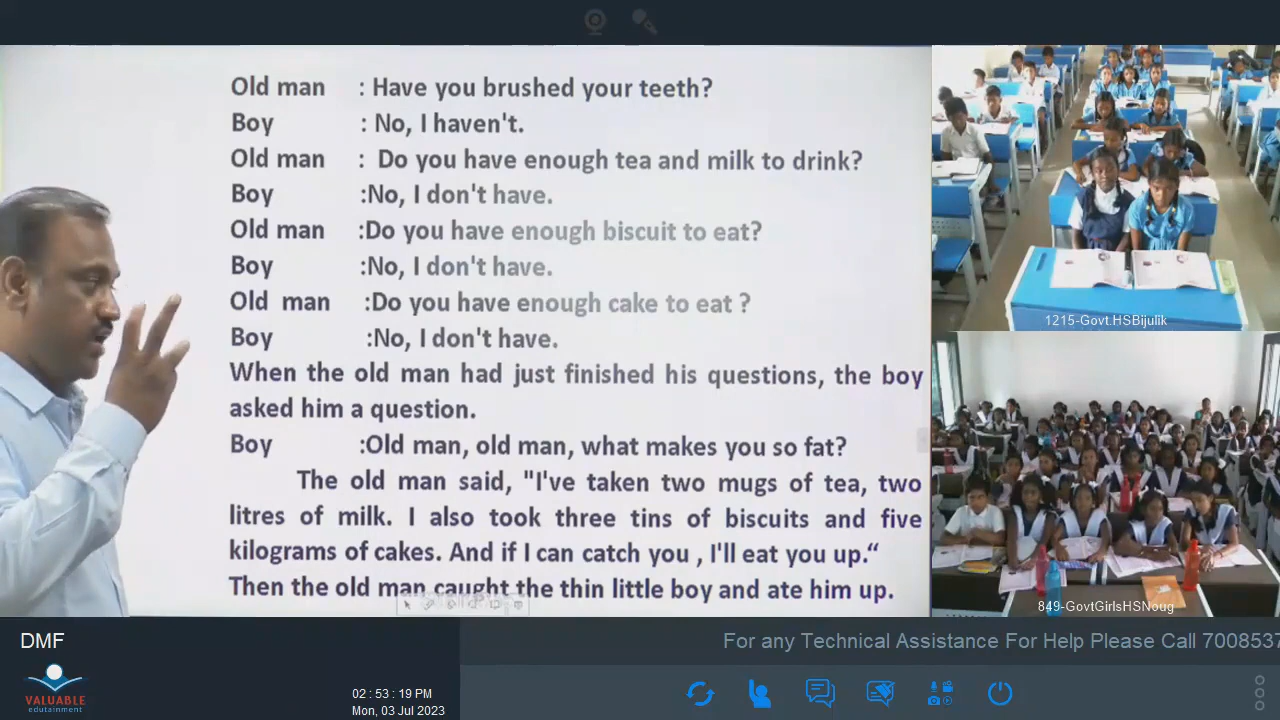 Old man : Have you brushed your teeth?
Boy : No, I haven't.
Old man : Do you have enough tea and milk to drink?
Boy :No, I don't have.
Old man :Do you have enough biscuit to eat?
Boy :No, I don't have.
Old man :Do you have enough cake to eat ?
Boy :No, I don't have.
When the old man had just finished his questions, the boy
asked him a question.
Boy :Old man, old man, what makes you so fat?
The old man said, "I've taken two mugs of tea, two
litres of milk. I also took three tins of biscuits and five
kilograms of cakes. And if I can catch you , I'll eat you up.“
Then the old man caught the thin little boy and ate him up.
1215-Govt.HSBijulik
849-GovtGirlsHSNoug
DMF
VALUABLE
edutainment
02 : 53 : 19 PM
Mon, 03 Jul 2023
For any Technical Assistance For Help Please Call 7008537